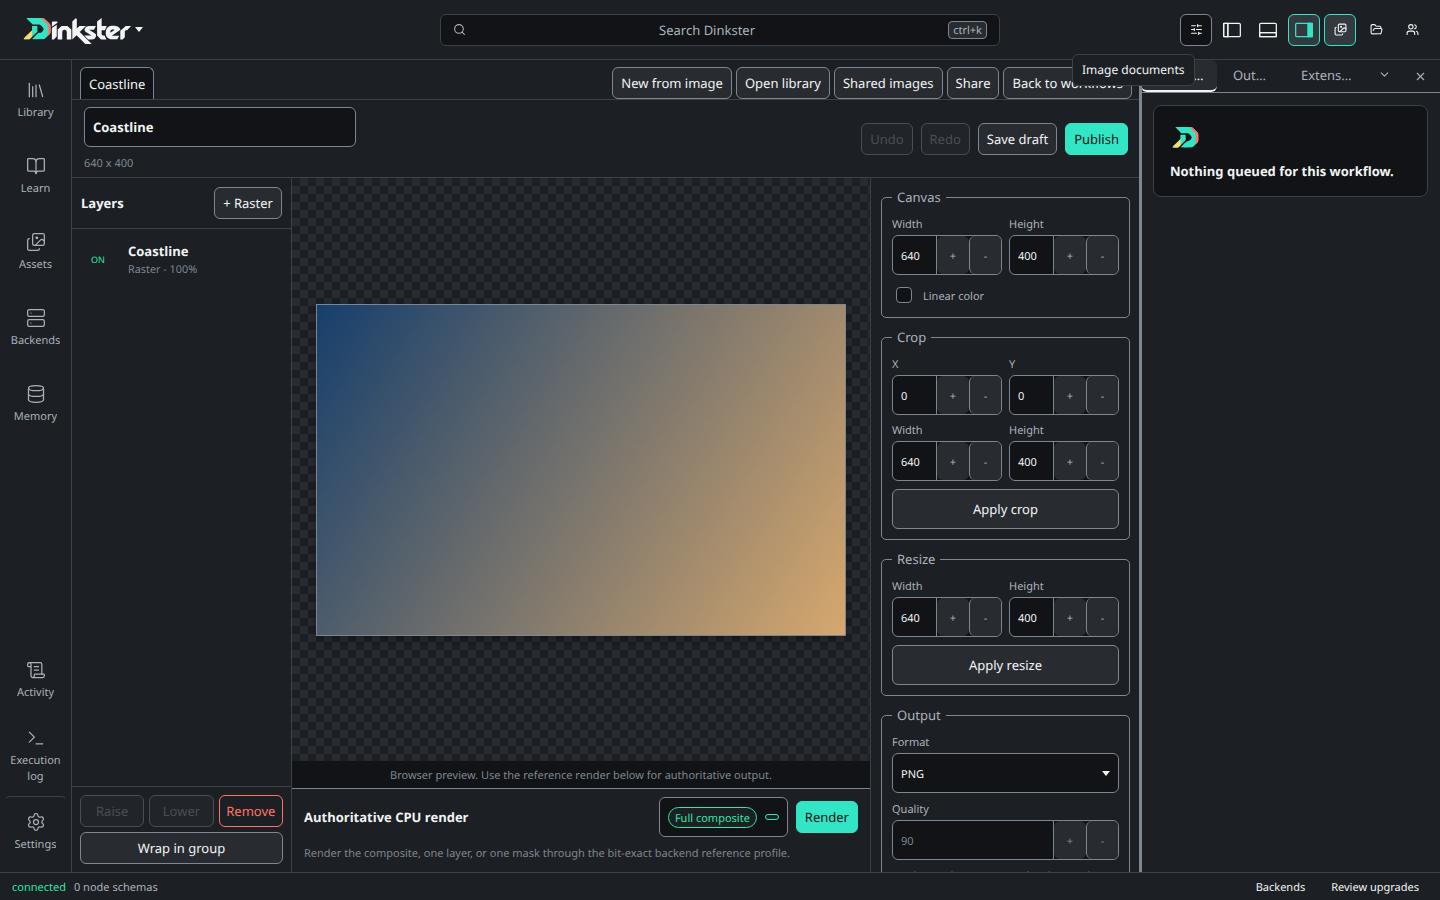 Dinkster
Search Dinkster
ctrl+k
Image documents
Library
Learn
Assets
Backends
Memory
Activity
Execution
log
Settings
Coastline
New from image
Open library
Shared images
Share
Back to workflows
Out...
Extens...
Coastline
640 x 400
Undo
Redo
Save draft
Publish
Nothing queued for this workflow.
Layers
+ Raster
ON
Coastline
Raster - 100%
Raise
Lower
Remove
Wrap in group
Browser preview. Use the reference render below for authoritative output.
Authoritative CPU render
Full composite
Render
Render the composite, one layer, or one mask through the bit-exact backend reference profile.
Canvas
Width
Height
640
+
-
400
+
-
Linear color
Crop
X
Y
0
+
-
0
+
-
Width
Height
640
+
-
400
+
-
Apply crop
Resize
Width
Height
640
+
-
400
+
-
Apply resize
Output
Format
PNG
Quality
90
+
-
connected
0 node schemas
Backends
Review upgrades